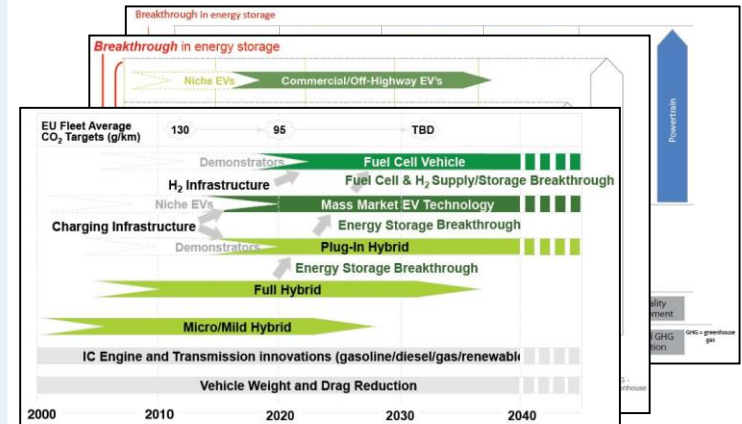 Breakthrough in energy storage
Breakthrough in energy storage
Niche EVs
Commercial/Off-Highway EV's
Powertrain
EU Fleet Average
CO₂ Targets (g/km)
130
95
TBD
Demonstrators
Fuel Cell Vehicle
H₂ Infrastructure
Fuel Cell & H₂ Supply/Storage Breakthrough
Niche EVs
Mass Market EV Technology
Charging Infrastructure
Energy Storage Breakthrough
Demonstrators
Plug-In Hybrid
Energy Storage Breakthrough
Full Hybrid
Micro/Mild Hybrid
IC Engine and Transmission innovations (gasoline/diesel/gas/renewable
Vehicle Weight and Drag Reduction
2000
2010
2020
2030
2040
GHG
GHG = greenhouse
gas